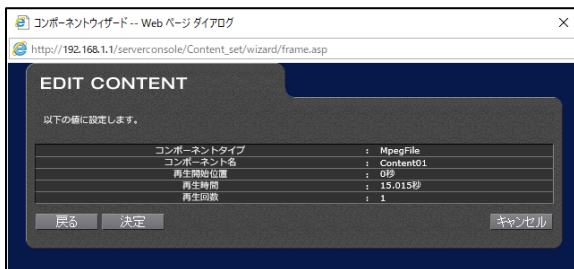 コンポーネントウィザード -- Web ページ ダイアログ
http://192.168.1.1/serverconsole/Content_set/wizard/frame.asp
EDIT CONTENT
以下の値に設定します。
コンポーネントタイプ : MpegFile
コンポーネント名 : Content01
再生開始位置 : 0秒
再生時間 : 15.015秒
再生回数 : 1
戻る 決定 キャンセル